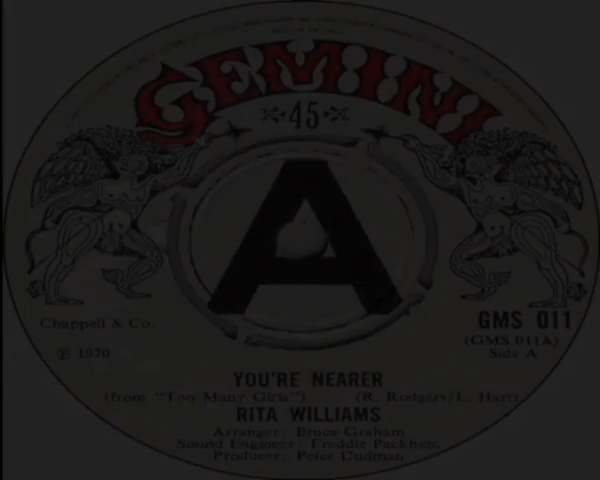 GEMINI
45
A
Chappell & Co.
℗ 1970
GMS 011
(GMS 011A)
Side A
YOU'RE NEARER
(from "Too Many Girls") (R. Rodgers/L. Hart)
RITA WILLIAMS
Arranger: Bruce Graham
Sound Engineer: Freddie Packham
Producer: Peter Dudman